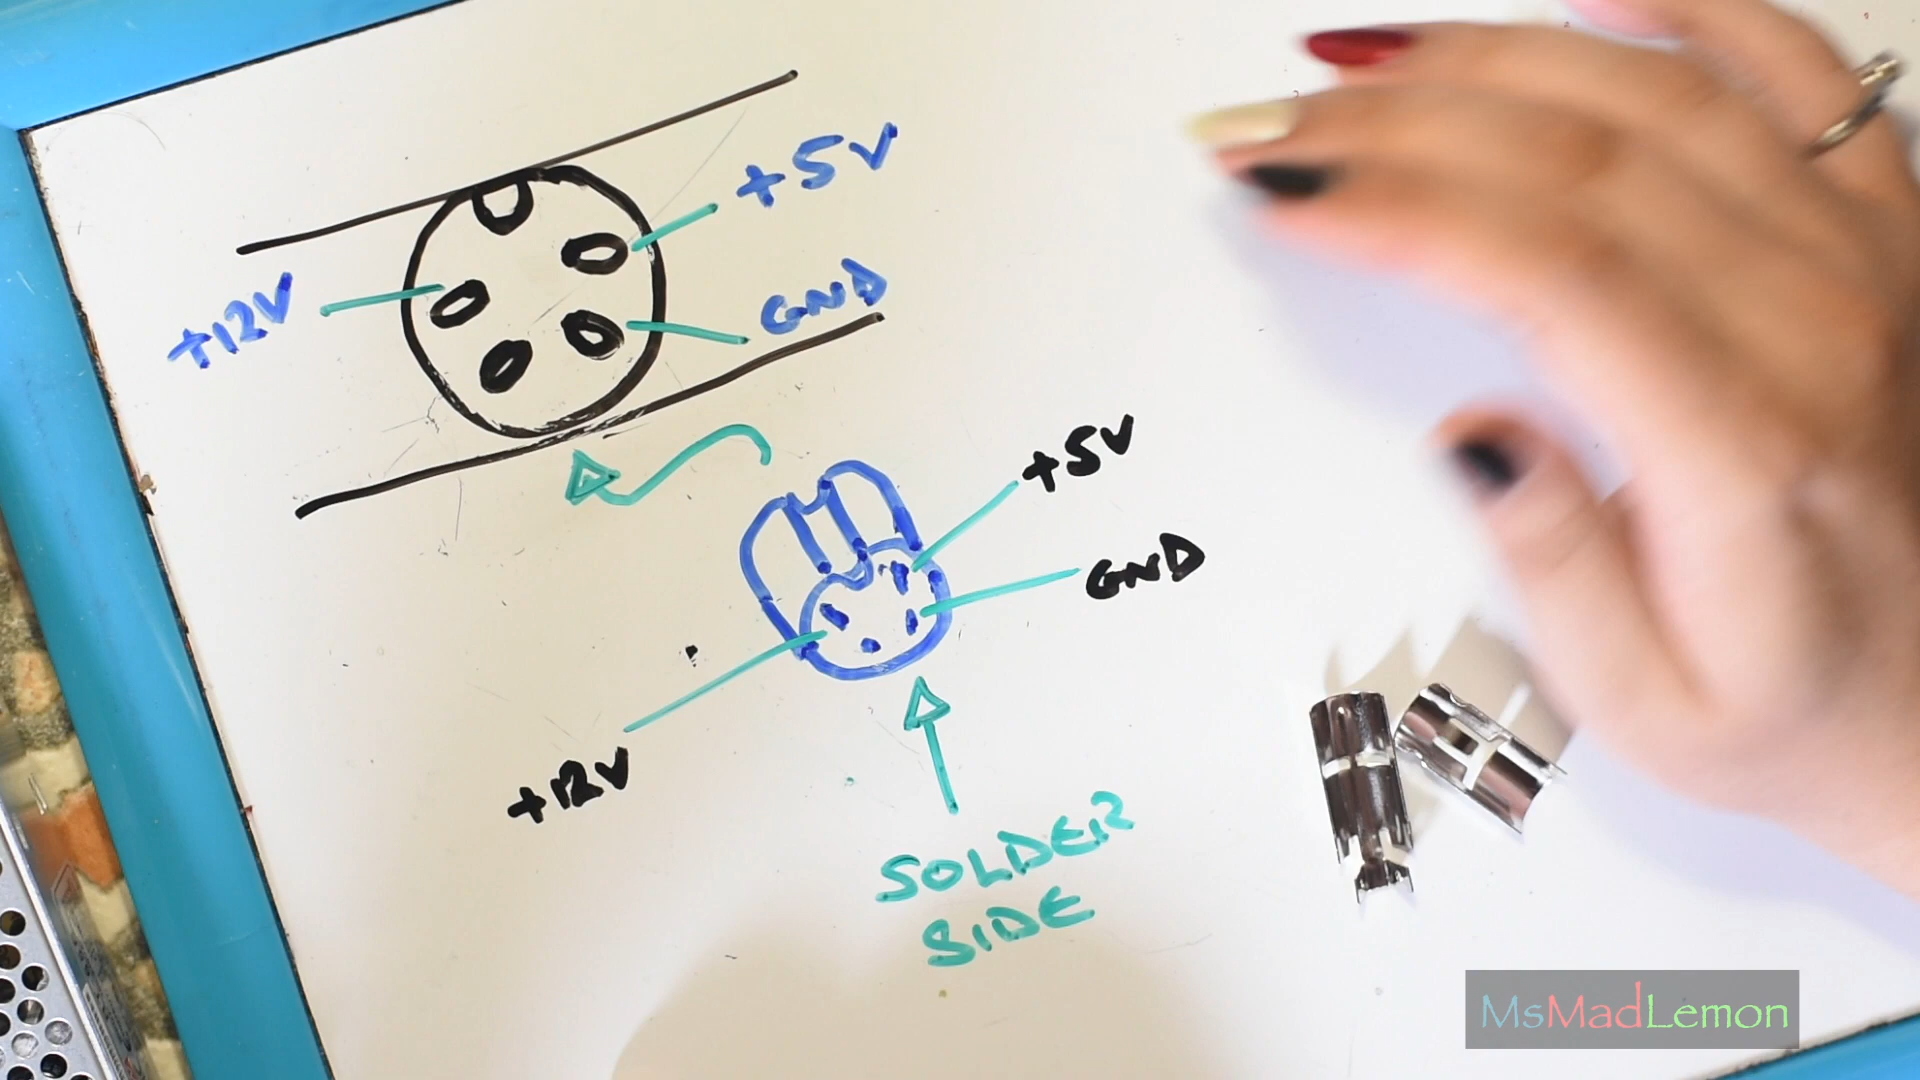 +5V
+12V
GND
+5V
GND
+12V
SOLDER
SIDE
MsMadLemon